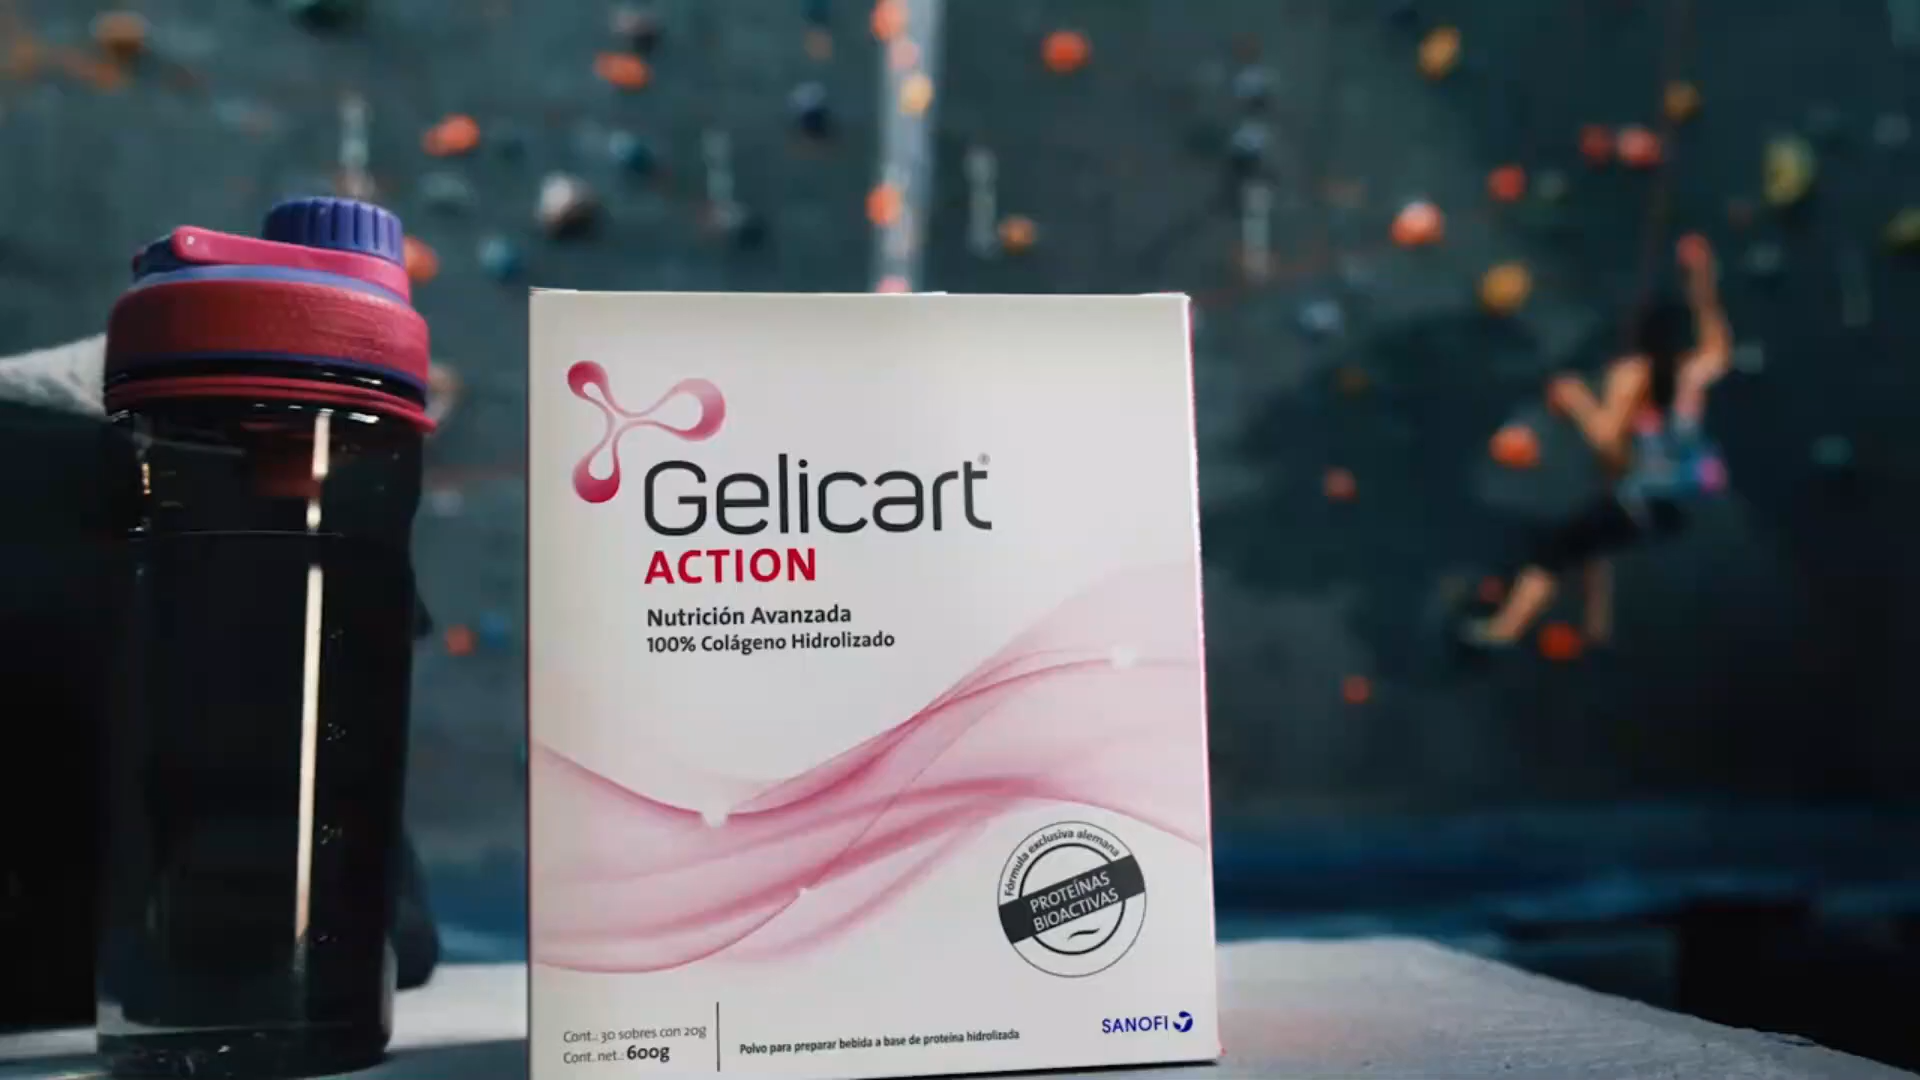 Gelicart®
ACTION
Nutrición Avanzada
100% Colágeno Hidrolizado
Fórmula exclusiva alemana
PROTEÍNAS
BIOACTIVAS
Cont.: 30 sobres con 20g
Cont. net.: 600g
Polvo para preparar bebida a base de proteína hidrolizada
SANOFI